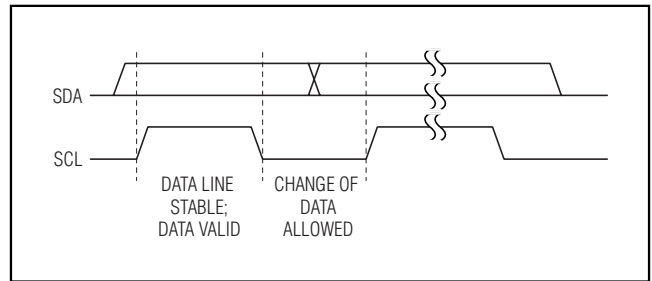 SDA
SCL
DATA LINE
STABLE;
DATA VALID
CHANGE OF
DATA
ALLOWED